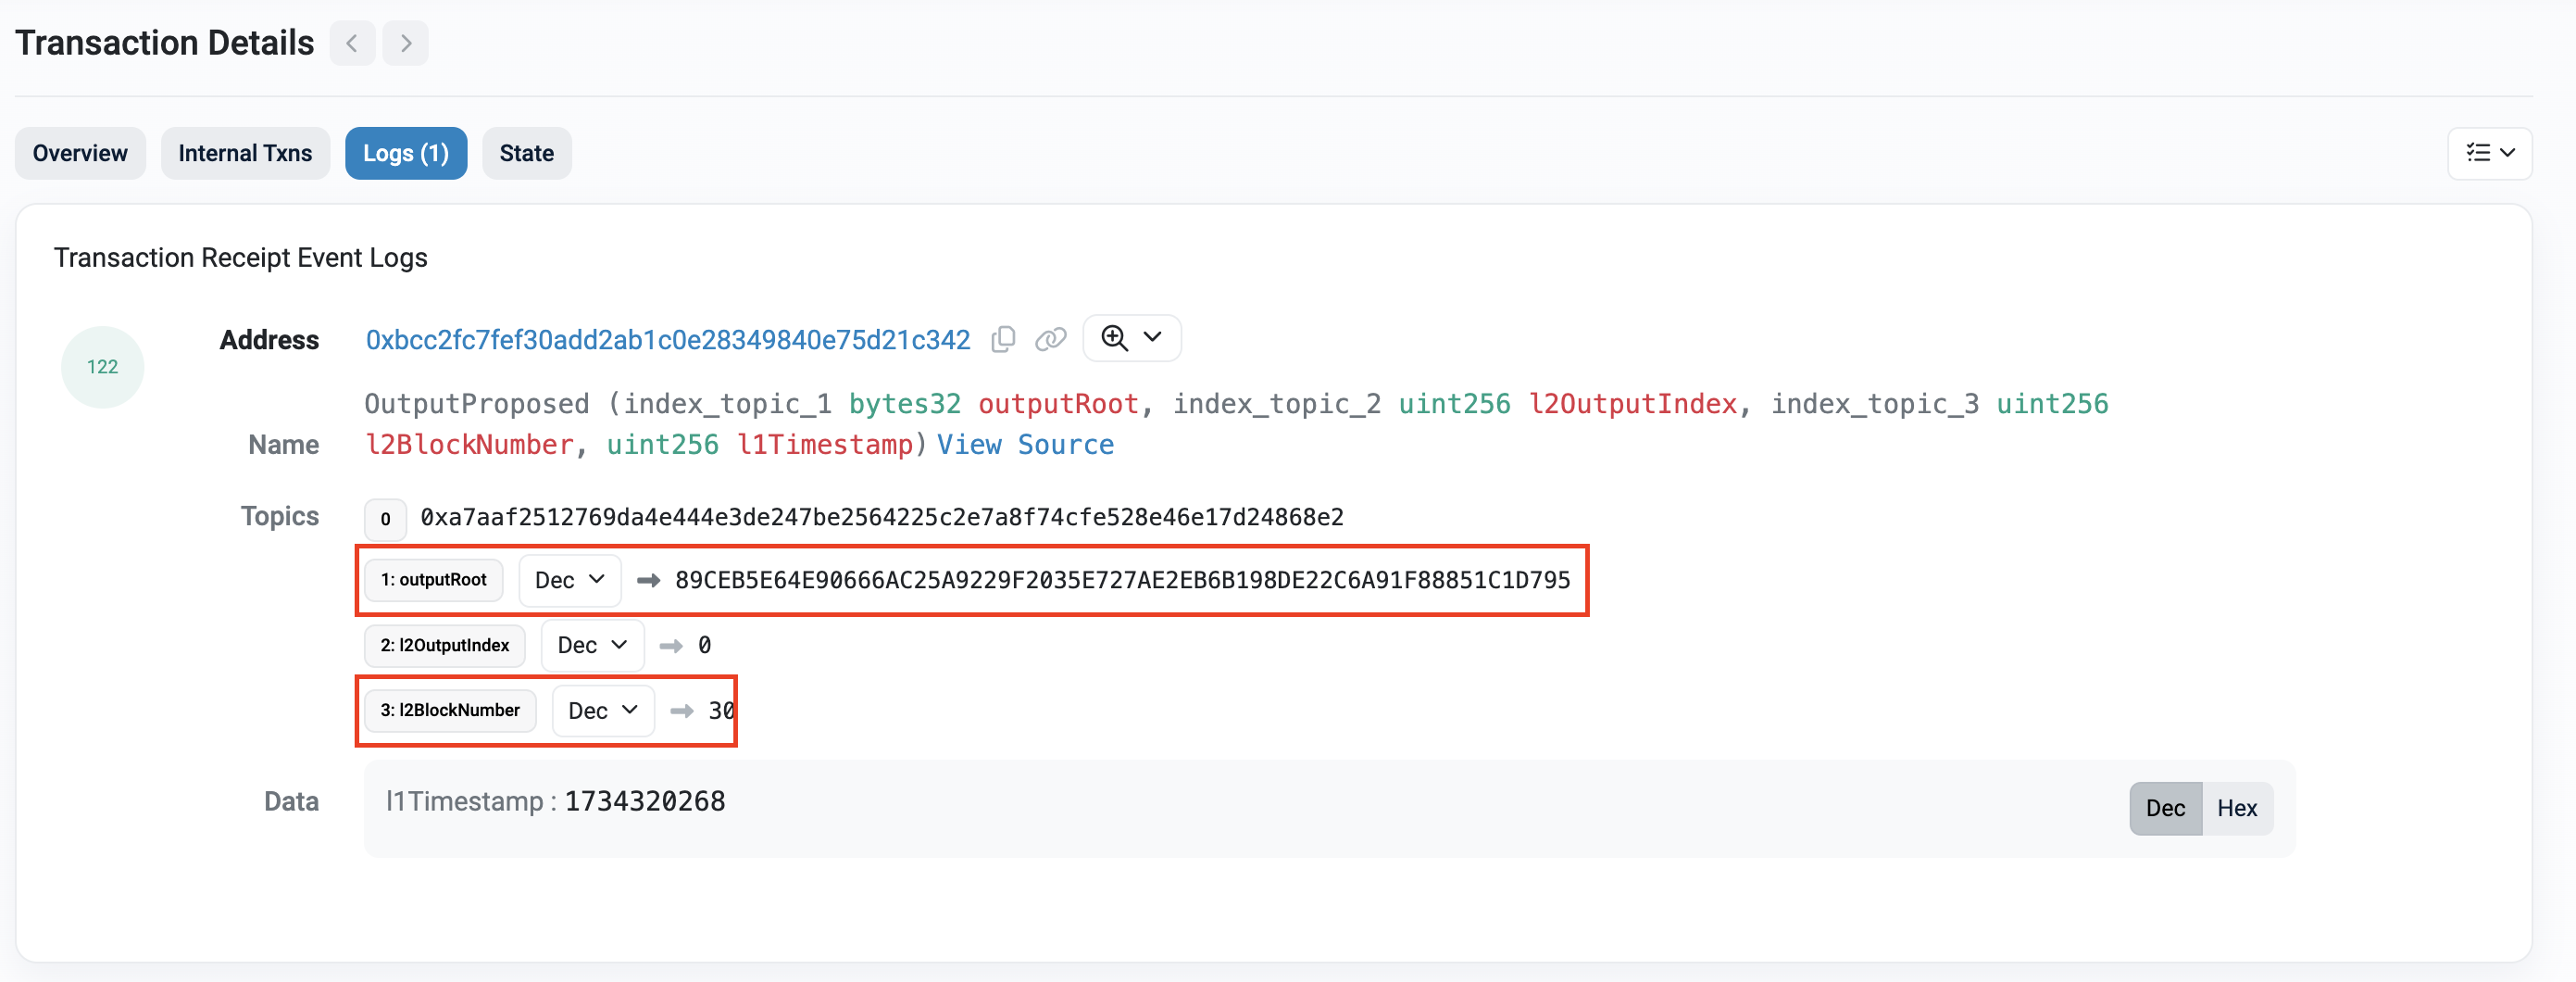 Transaction Details
Overview Internal Txns Logs (1) State
Transaction Receipt Event Logs
122
Address 0xbcc2fc7fef30add2ab1c0e28349840e75d21c342
OutputProposed (index_topic_1 bytes32 outputRoot, index_topic_2 uint256 l2OutputIndex, index_topic_3 uint256
Name l2BlockNumber, uint256 l1Timestamp) View Source
Topics 0 0xa7aaf2512769da4e444e3de247be2564225c2e7a8f74cfe528e46e17d24868e2
1: outputRoot Dec 89CEB5E64E90666AC25A9229F2035E727AE2EB6B198DE22C6A91F88851C1D795
2: l2OutputIndex Dec 0
3: l2BlockNumber Dec 30
Data l1Timestamp : 1734320268 Dec Hex